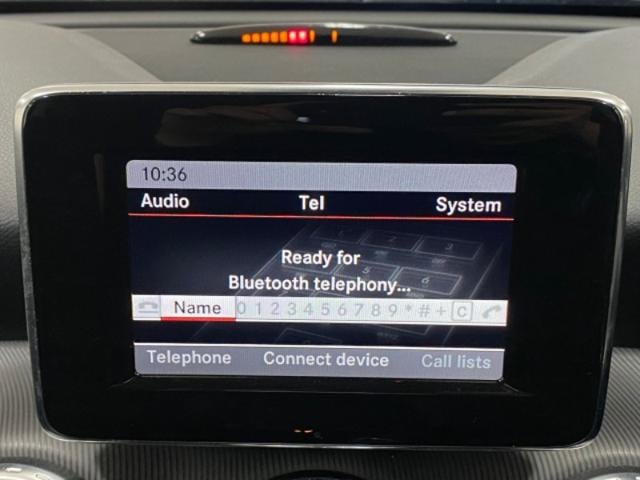 10:36
Audio Tel System
Ready for
Bluetooth telephony...
Name 0 1 2 3 4 5 6 7 8 9 * # + C
Telephone Connect device Call lists